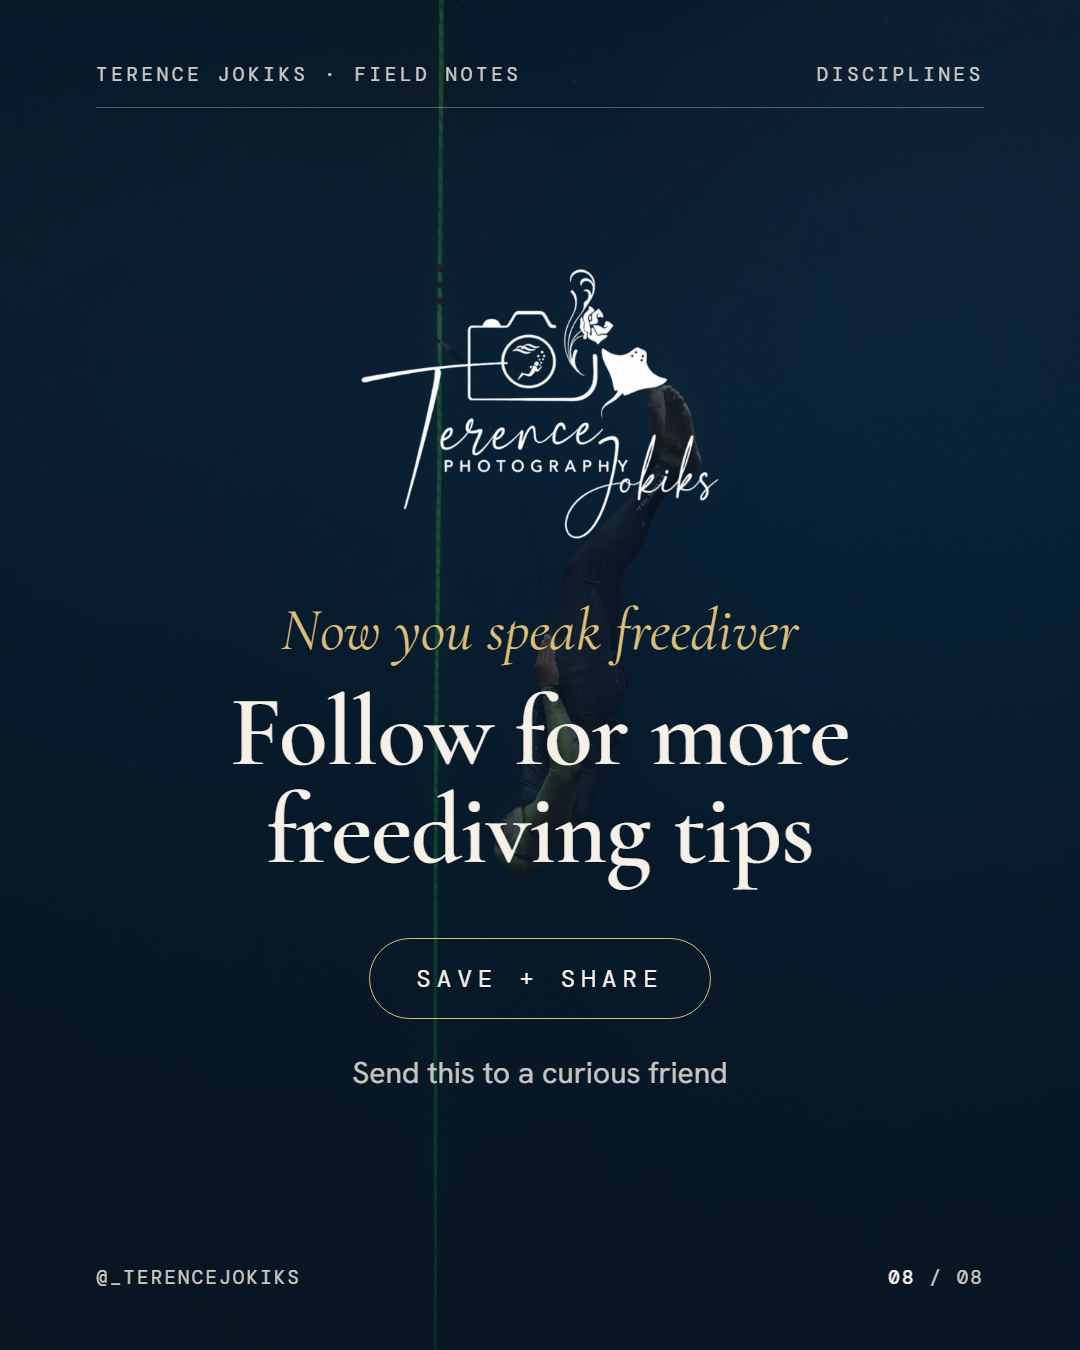 TERENCE JOKIKS · FIELD NOTES
DISCIPLINES
Terence
PHOTOGRAPHY
Jokiks
Now you speak freediver
Follow for more
freediving tips
SAVE + SHARE
Send this to a curious friend
@_TERENCEJOKIKS
08 / 08